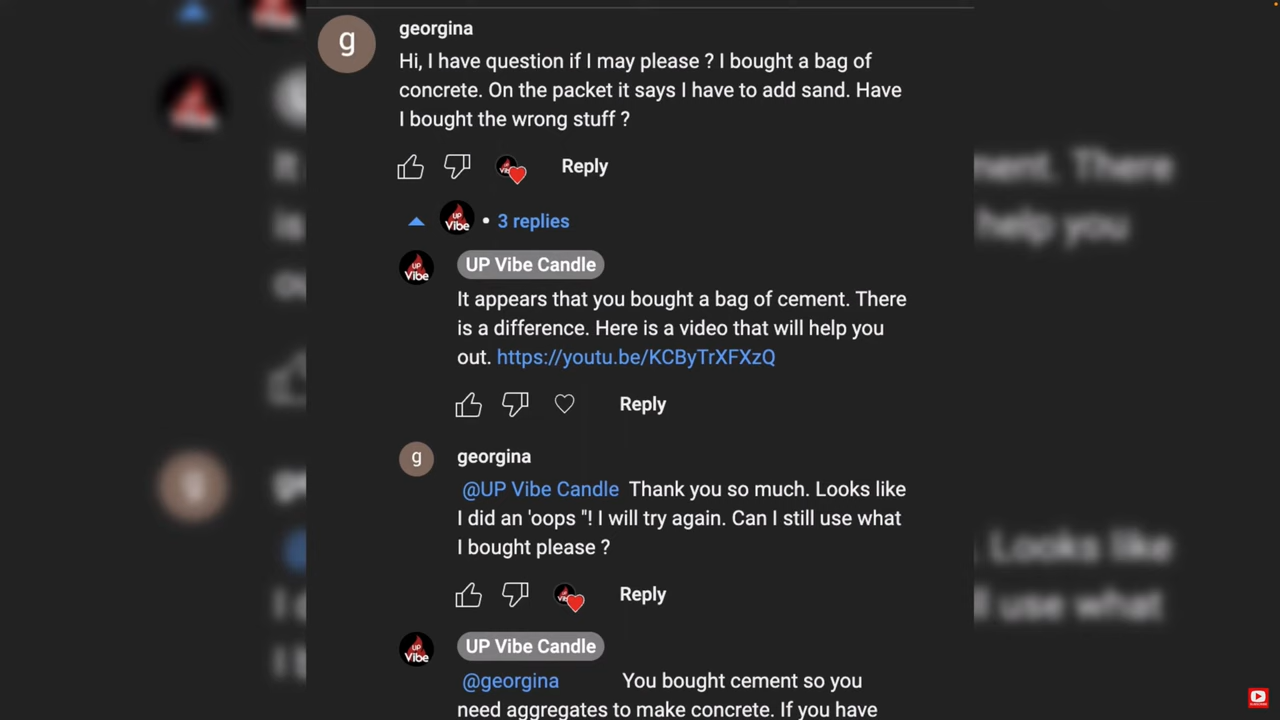 georgina
Hi, I have question if I may please ? I bought a bag of
concrete. On the packet it says I have to add sand. Have
I bought the wrong stuff ?
Reply
3 replies
UP Vibe Candle
It appears that you bought a bag of cement. There
is a difference. Here is a video that will help you
out. https://youtu.be/KCByTrXFXzQ
Reply
georgina
@UP Vibe Candle Thank you so much. Looks like
I did an 'oops "! I will try again. Can I still use what
I bought please ?
Reply
UP Vibe Candle
@georgina You bought cement so you
need aggregates to make concrete. If you have